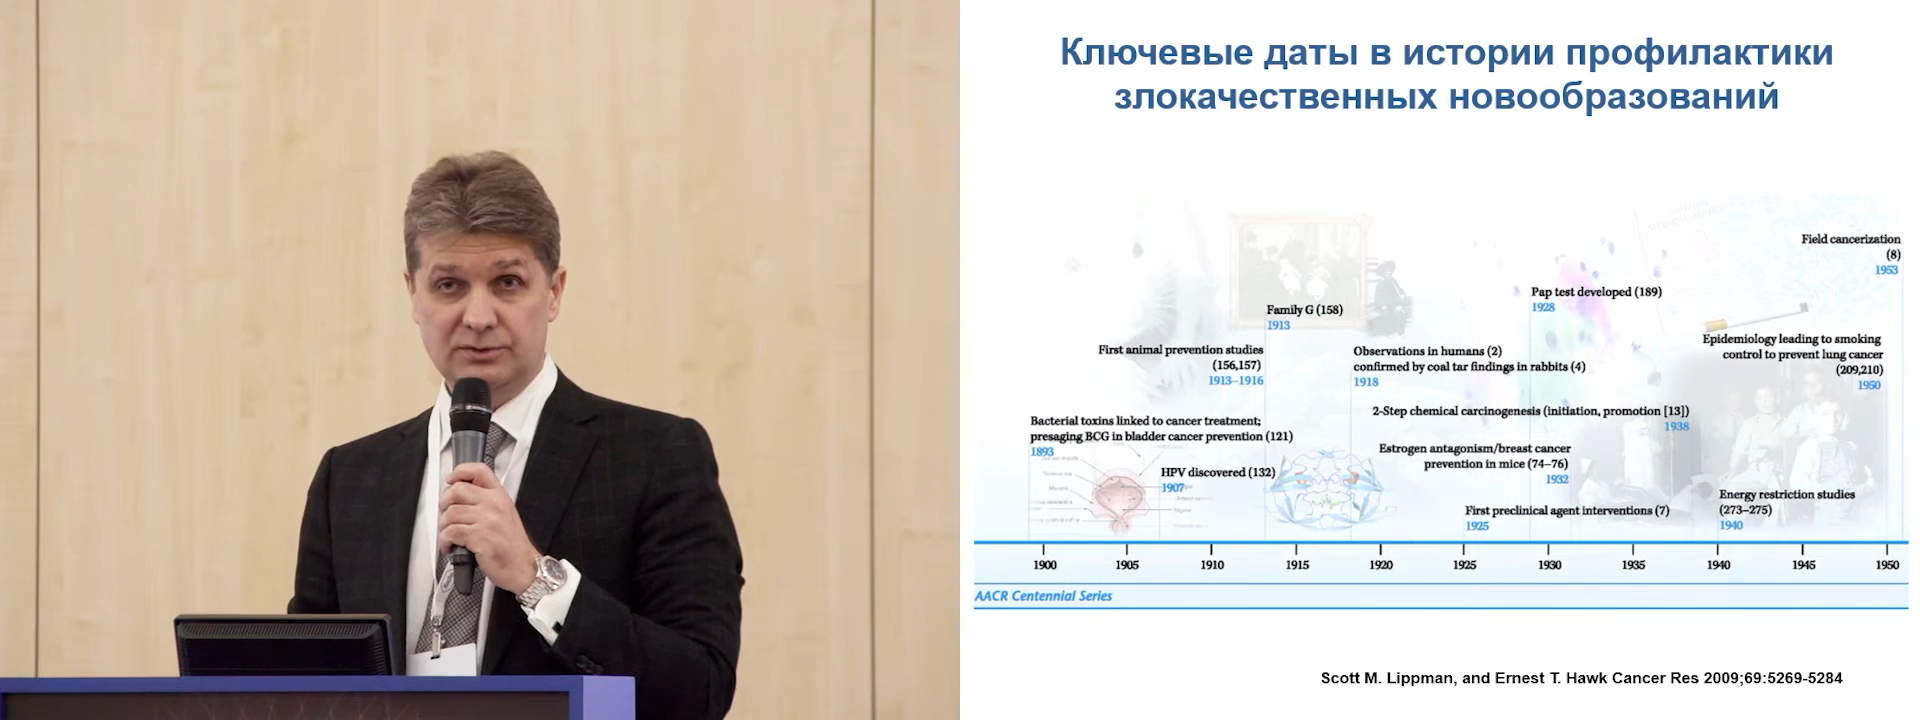 Ключевые даты в истории профилактики
злокачественных новообразований
Field cancerization
(8)
1953
Pap test developed (189)
1928
Family G (158)
1913
Epidemiology leading to smoking
control to prevent lung cancer
(209,210)
1950
First animal prevention studies
(156,157)
1913–1916
Observations in humans (2)
confirmed by coal tar findings in rabbits (4)
1918
2-Step chemical carcinogenesis (initiation, promotion [13])
1938
Bacterial toxins linked to cancer treatment;
presaging BCG in bladder cancer prevention (121)
1893
Estrogen antagonism/breast cancer
prevention in mice (74–76)
1932
HPV discovered (132)
1907
Energy restriction studies
(273–275)
1940
First preclinical agent interventions (7)
1925
1900 1905 1910 1915 1920 1925 1930 1935 1940 1945 1950
AACR Centennial Series
Scott M. Lippman, and Ernest T. Hawk Cancer Res 2009;69:5269-5284